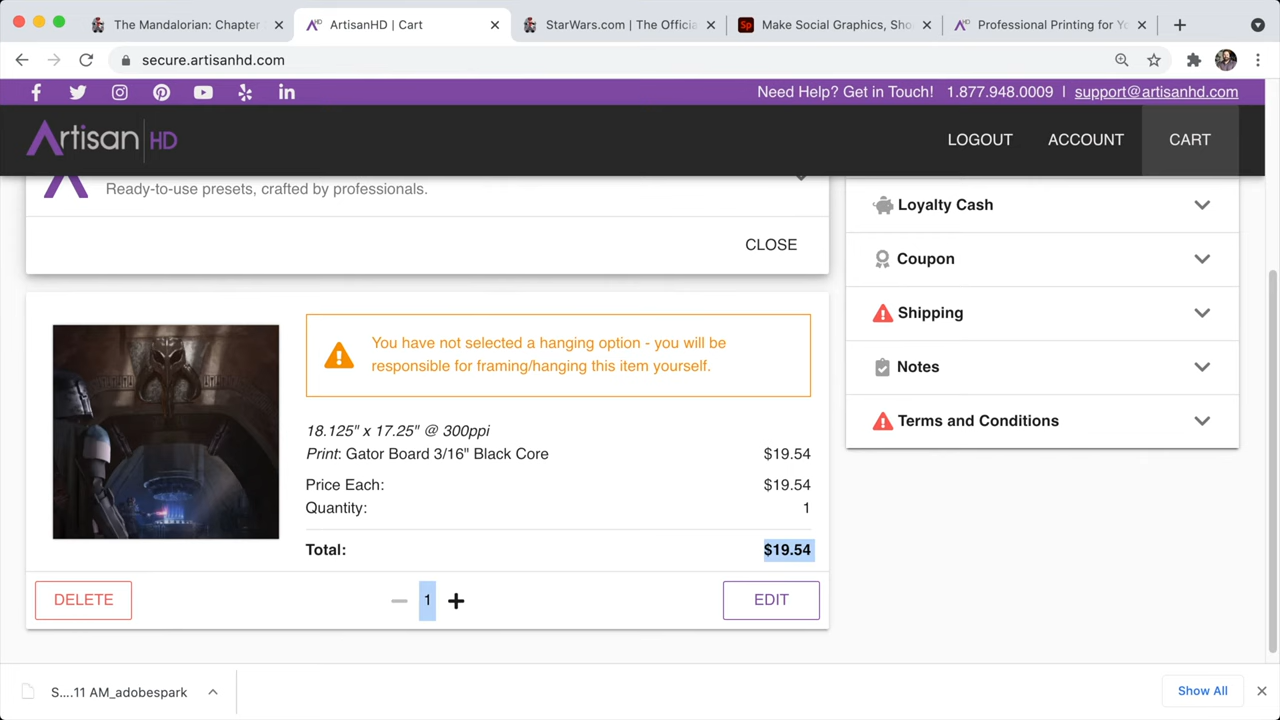 The Mandalorian: Chapter
ArtisanHD | Cart
StarWars.com | The Officia
Make Social Graphics, Sho
Professional Printing for Yo
secure.artisanhd.com
Need Help? Get in Touch! 1.877.948.0009 | support@artisanhd.com
Artisan HD
LOGOUT
ACCOUNT
CART
Ready-to-use presets, crafted by professionals.
CLOSE
Loyalty Cash
Coupon
Shipping
Notes
Terms and Conditions
You have not selected a hanging option - you will be
responsible for framing/hanging this item yourself.
18.125" x 17.25" @ 300ppi
Print: Gator Board 3/16" Black Core $19.54
Price Each: $19.54
Quantity: 1
Total: $19.54
DELETE
1
EDIT
S....11 AM_adobespark
Show All